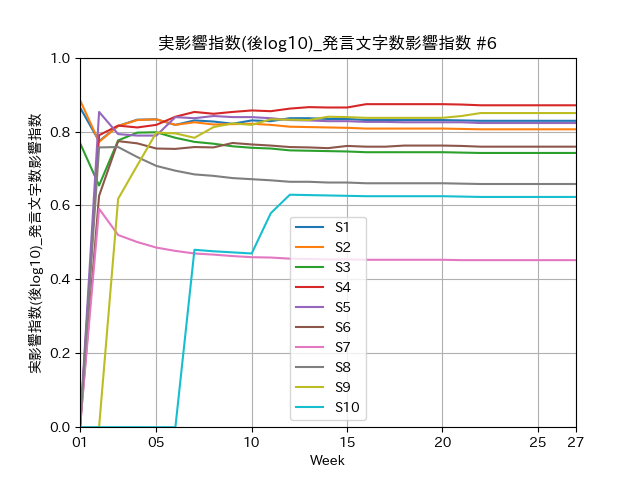 実影響指数(後log10)_発言文字数影響指数 #6
実影響指数(後log10)_発言文字数影響指数
1.0
0.8
0.6
0.4
0.2
0.0
S1
S2
S3
S4
S5
S6
S7
S8
S9
S10
01
05
10
15
20
25
27
Week